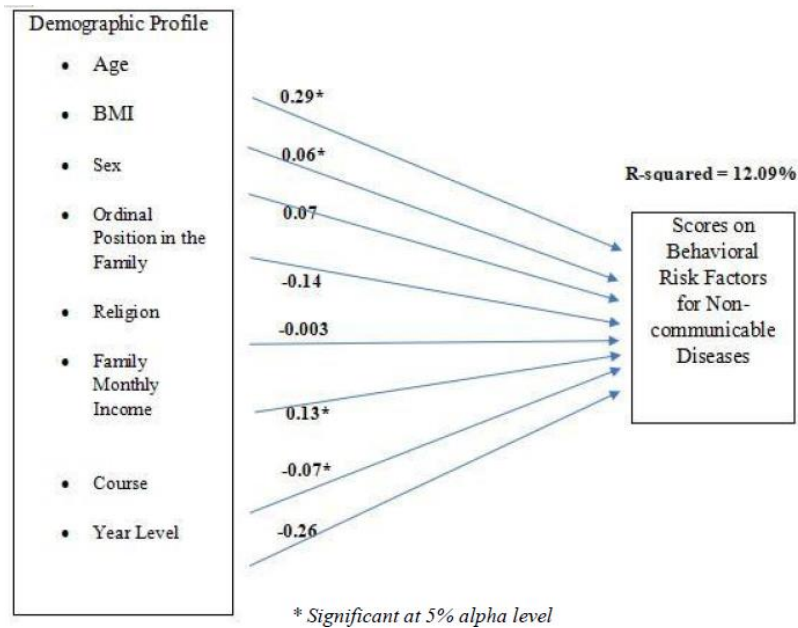 Demographic Profile
• Age
• BMI
• Sex
• Ordinal
Position in the
Family
• Religion
• Family
Monthly
Income
• Course
• Year Level
0.29*
0.06*
0.07
-0.14
-0.003
0.13*
-0.07*
-0.26
R-squared = 12.09%
Scores on
Behavioral
Risk Factors
for Non-
communicable
Diseases
* Significant at 5% alpha level